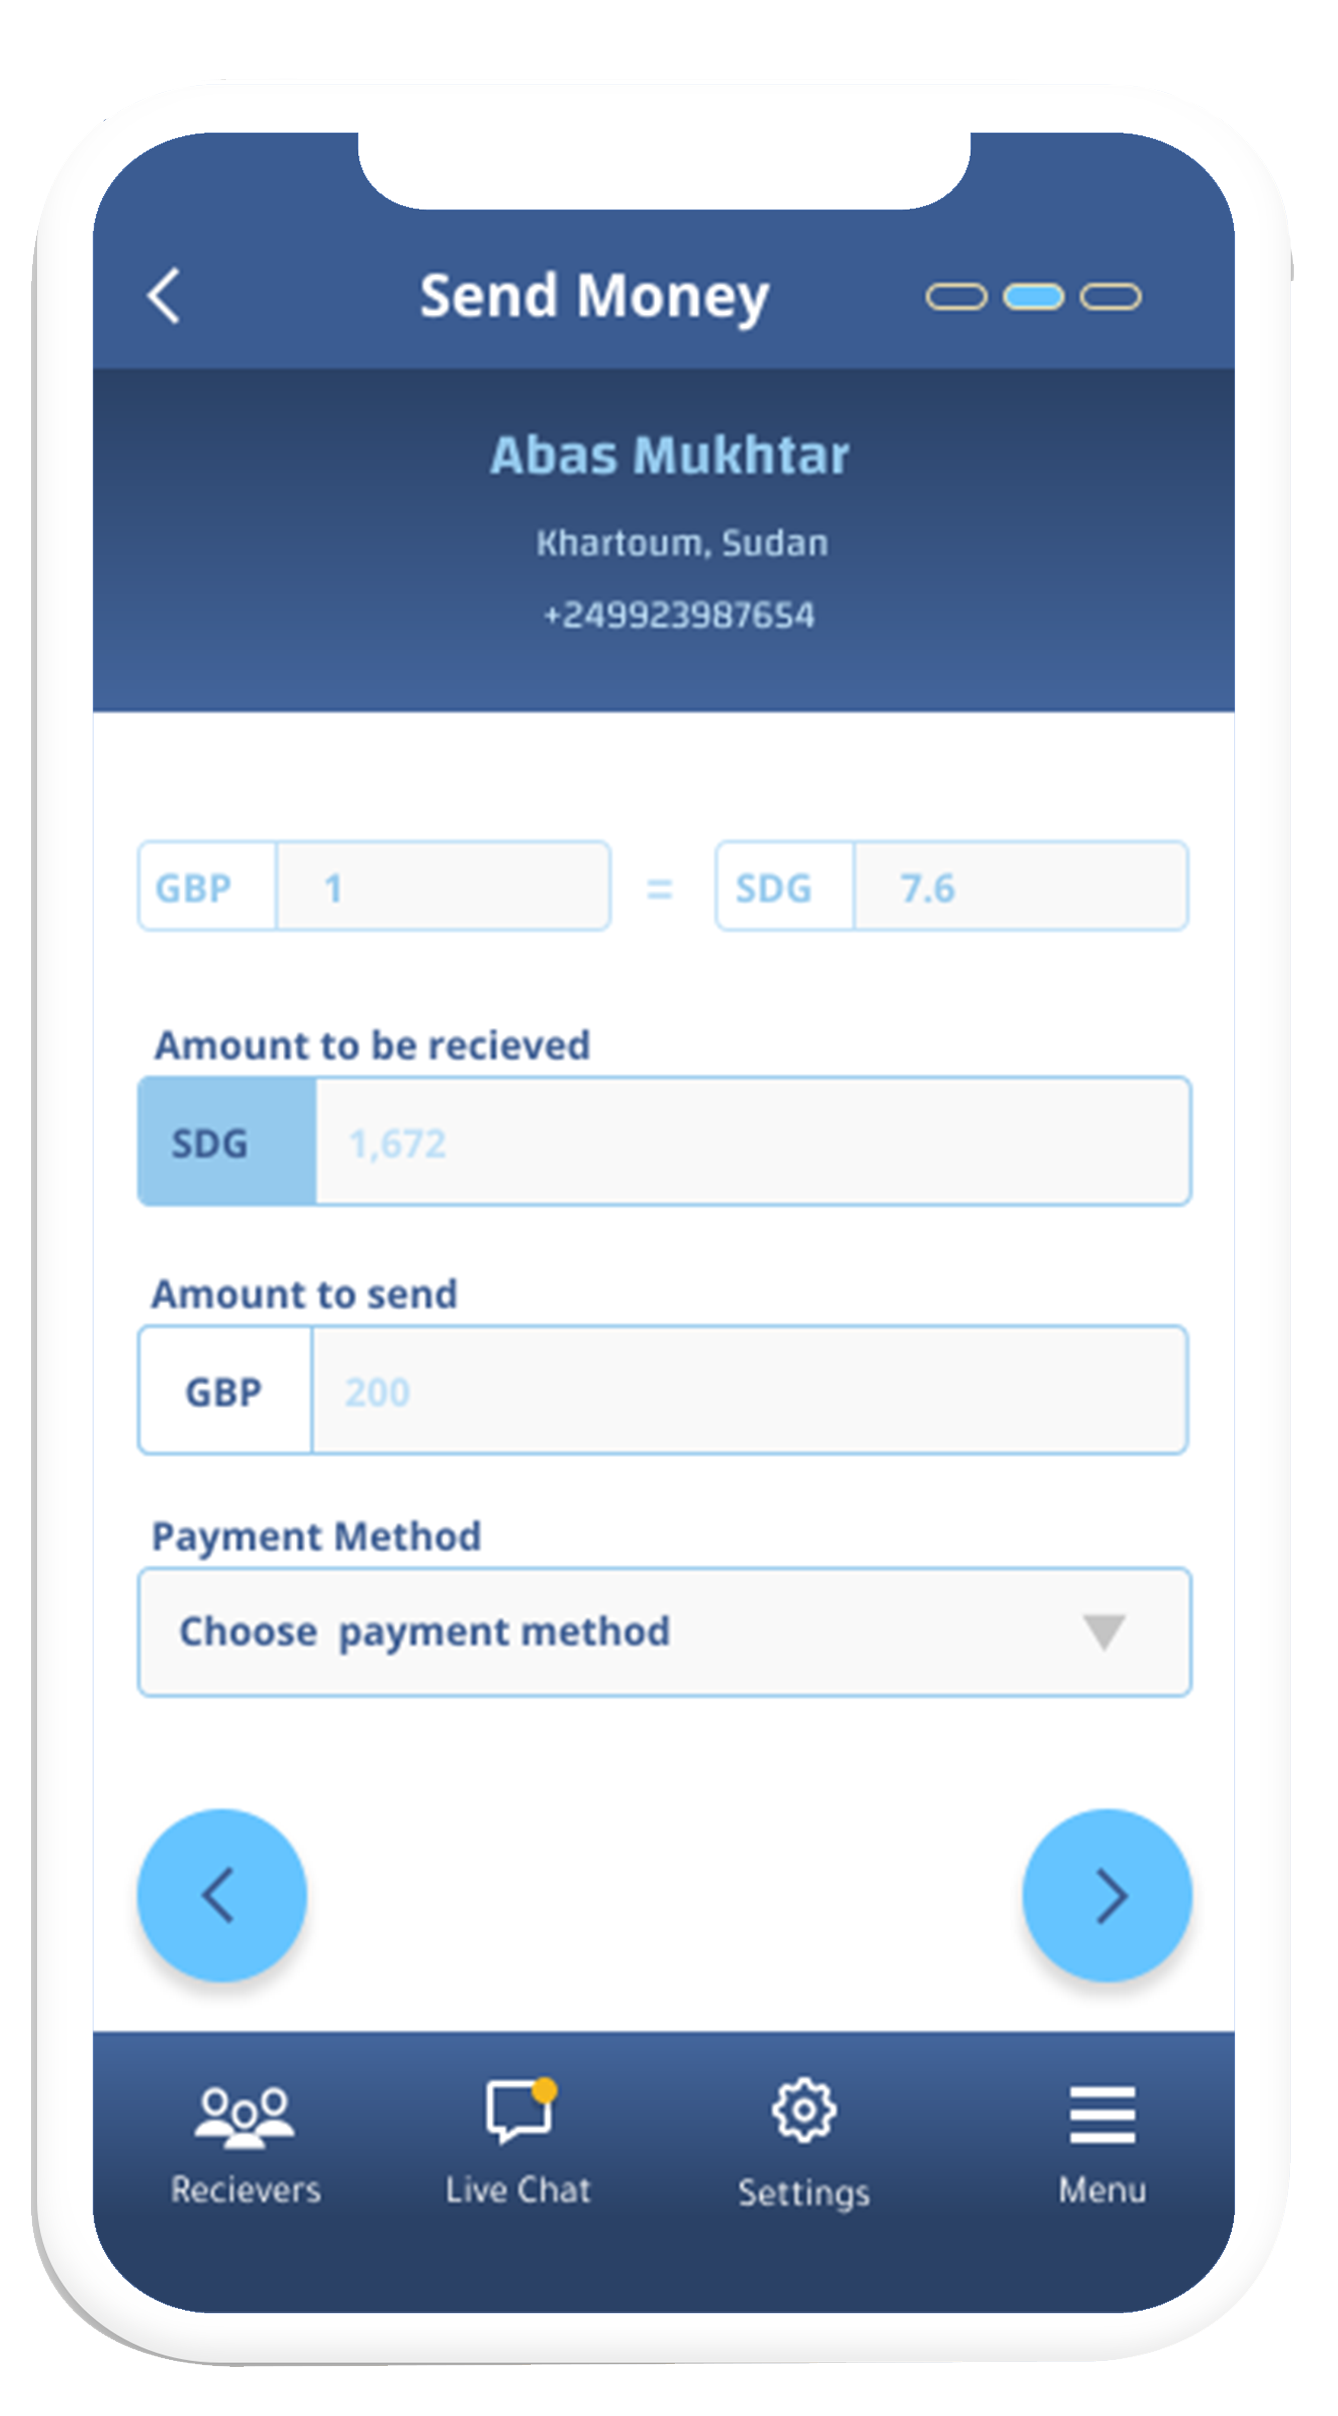 Send Money
Abas Mukhtar
Khartoum, Sudan
+249923987654
GBP 1 = SDG 7.6
Amount to be recieved
SDG 1,672
Amount to send
GBP 200
Payment Method
Choose payment method
Recievers Live Chat Settings Menu